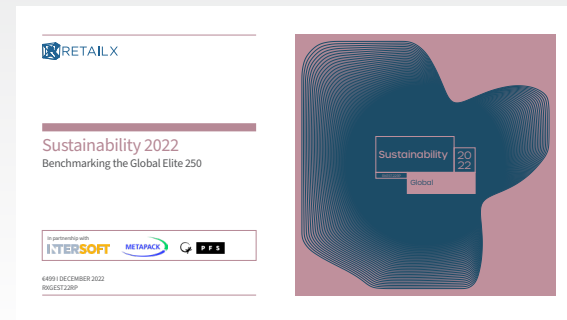 RETAILX
Sustainability 2022
Benchmarking the Global Elite 250
In partnership with
INTERSOFT
METAPACK
PFS
€499 I DECEMBER 2022
RXGEST22RP
Sustainability
20
22
Global